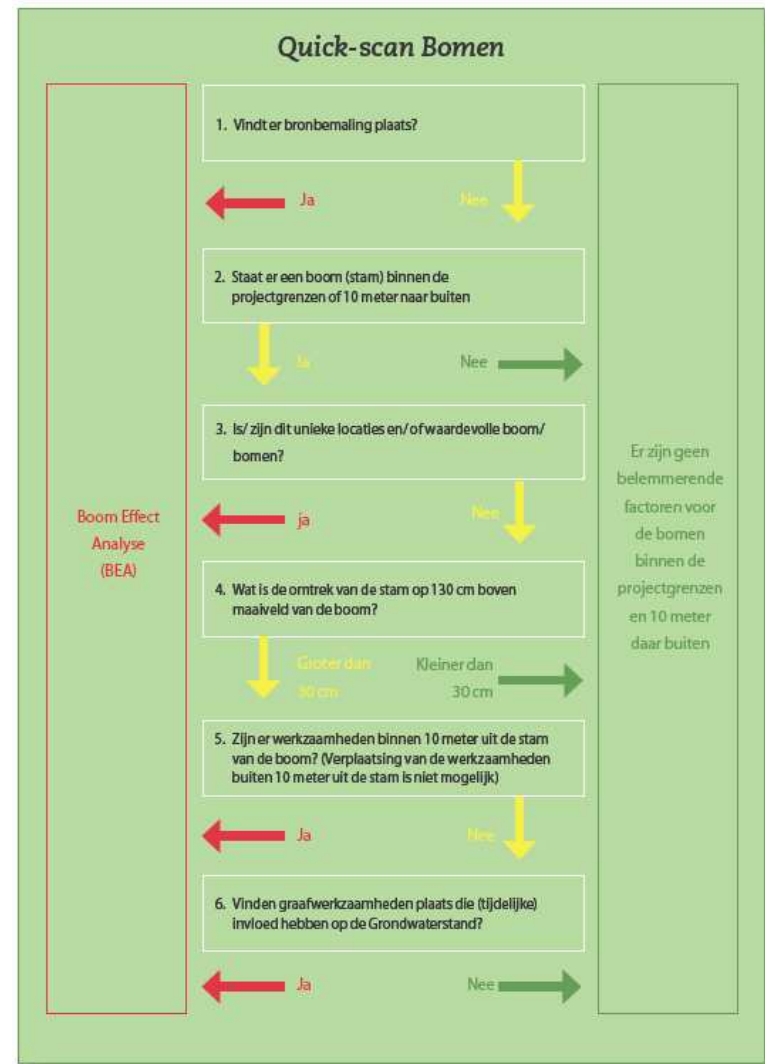 Quick-scan Bomen
1. Vindt er bronbemaling plaats?
Ja
Nee
2. Staat er een boom (stam) binnen de
projectgrenzen of 10 meter naar buiten
Ja
Nee
3. Is/ zijn dit unieke locaties en/ of waardevolle boom/
bomen?
ja
Nee
4. Wat is de omtrek van de stam op 130 cm boven
maaiveld van de boom?
Groter dan
30 cm
Kleiner dan
30 cm
5. Zijn er werkzaamheden binnen 10 meter uit de stam
van de boom? (Verplaatsing van de werkzaamheden
buiten 10 meter uit de stam is niet mogelijk)
Ja
Nee
6. Vinden graafwerkzaamheden plaats die (tijdelijke)
invloed hebben op de Grondwaterstand?
Ja
Nee
Boom Effect
Analyse
(BEA)
Er zijn geen
belemmerende
factoren voor
de bomen
binnen de
projectgrenzen
en 10 meter
daar buiten